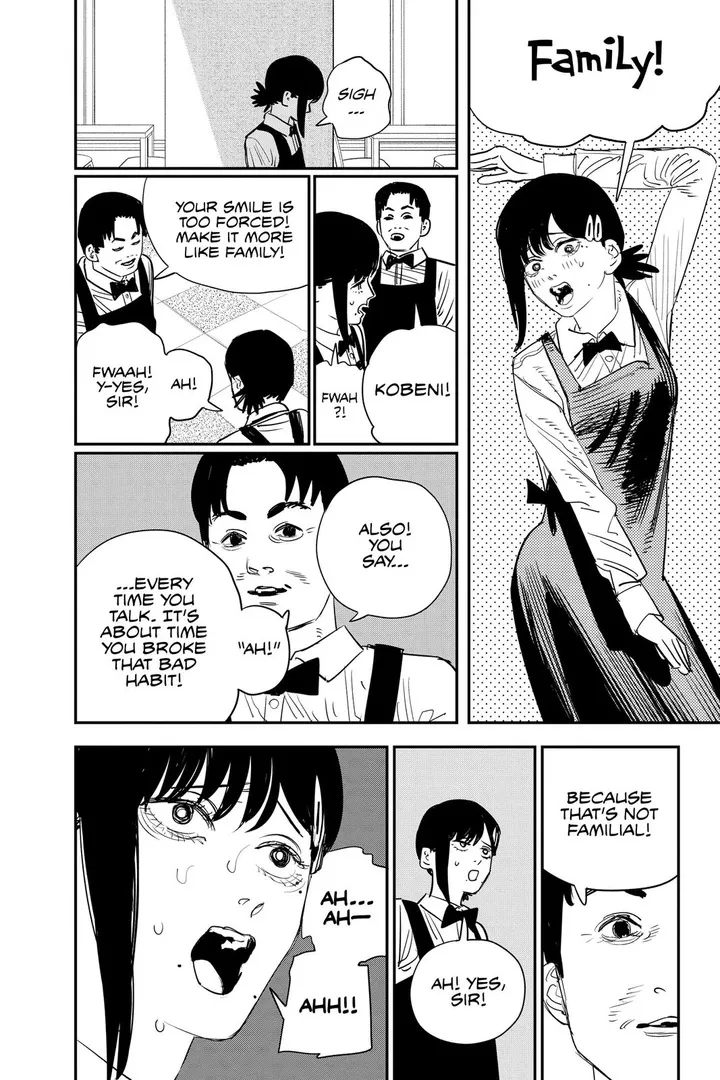 Family!
SIGH
...
KOBENI!
FWAH
?!
YOUR SMILE IS
TOO FORCED!
MAKE IT MORE
LIKE FAMILY!
AH!
FWAAH!
Y-YES,
SIR!
ALSO!
YOU
SAY...
"AH!"
...EVERY
TIME YOU
TALK. IT'S
ABOUT TIME
YOU BROKE
THAT BAD
HABIT!
BECAUSE
THAT'S NOT
FAMILIAL!
AH! YES,
SIR!
AH...
AH—
AHH!!